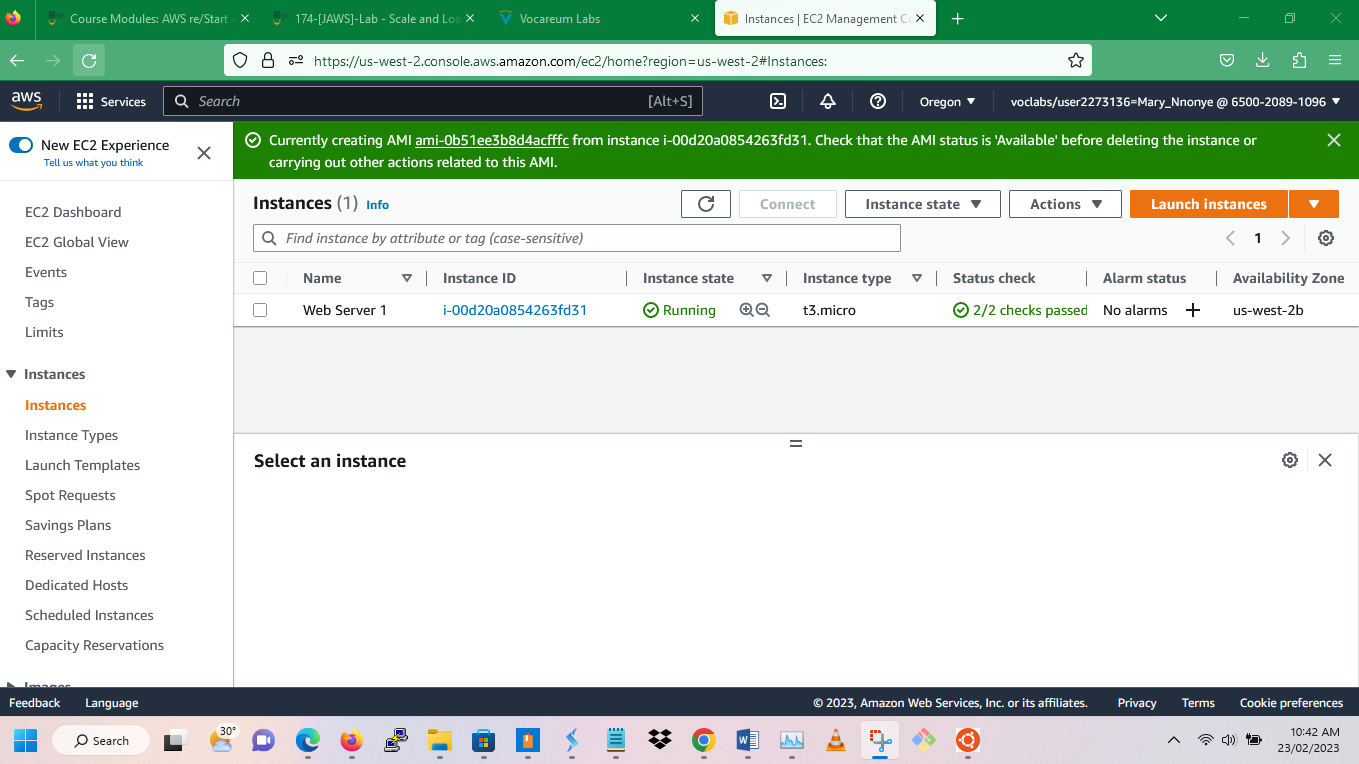 Course Modules: AWS re/Start -
174-[JAWS]-Lab - Scale and Loa
Vocareum Labs
Instances | EC2 Management Co
https://us-west-2.console.aws.amazon.com/ec2/home?region=us-west-2#Instances:
aws
Services
Search
[Alt+S]
Oregon
voclabs/user2273136=Mary_Nnonye @ 6500-2089-1096
New EC2 Experience
Tell us what you think
EC2 Dashboard
EC2 Global View
Events
Tags
Limits
Instances
Instances
Instance Types
Launch Templates
Spot Requests
Savings Plans
Reserved Instances
Dedicated Hosts
Scheduled Instances
Capacity Reservations
Images
Currently creating AMI ami-0b51ee3b8d4acfffc from instance i-00d20a0854263fd31. Check that the AMI status is 'Available' before deleting the instance or
carrying out other actions related to this AMI.
Instances (1) Info
Connect
Instance state
Actions
Launch instances
Find instance by attribute or tag (case-sensitive)
1
Name Instance ID Instance state Instance type Status check Alarm status Availability Zone
Web Server 1 i-00d20a0854263fd31 Running t3.micro 2/2 checks passed No alarms us-west-2b
Select an instance
Feedback Language © 2023, Amazon Web Services, Inc. or its affiliates. Privacy Terms Cookie preferences
Search
30°
10:42 AM
23/02/2023